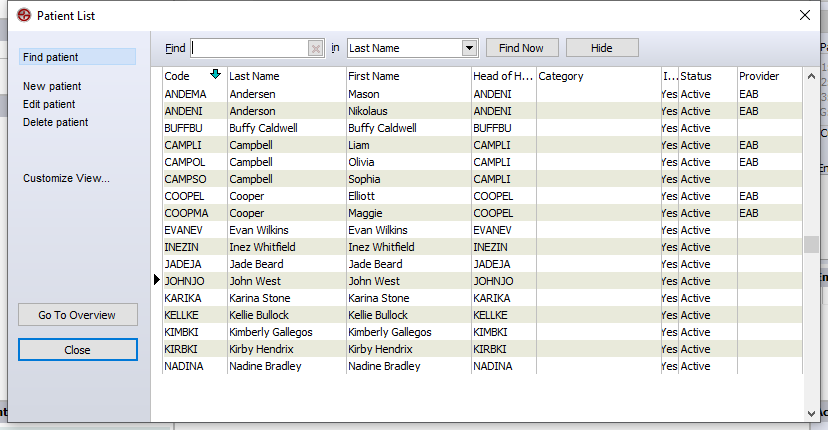 Patient List
Find patient
New patient
Edit patient
Delete patient
Customize View...
Go To Overview
Close
Find in Last Name Find Now Hide
Code Last Name First Name Head of H... Category I... Status Provider
ANDEMA Andersen Mason ANDENI Yes Active EAB
ANDENI Anderson Nikolaus ANDENI Yes Active EAB
BUFFBU Buffy Caldwell Buffy Caldwell BUFFBU Yes Active
CAMPLI Campbell Liam CAMPLI Yes Active EAB
CAMPOL Campbell Olivia CAMPLI Yes Active EAB
CAMPSO Campbell Sophia CAMPLI Yes Active
COOPEL Cooper Elliott COOPEL Yes Active EAB
COOPMA Cooper Maggie COOPEL Yes Active EAB
EVANEV Evan Wilkins Evan Wilkins EVANEV Yes Active
INEZIN Inez Whitfield Inez Whitfield INEZIN Yes Active
JADEJA Jade Beard Jade Beard JADEJA Yes Active
JOHNJO John West John West JOHNJO Yes Active
KARIKA Karina Stone Karina Stone KARIKA Yes Active
KELLKE Kellie Bullock Kellie Bullock KELLKE Yes Active
KIMBKI Kimberly Gallegos Kimberly Gallegos KIMBKI Yes Active
KIRBKI Kirby Hendrix Kirby Hendrix KIRBKI Yes Active
NADINA Nadine Bradley Nadine Bradley NADINA Yes Active